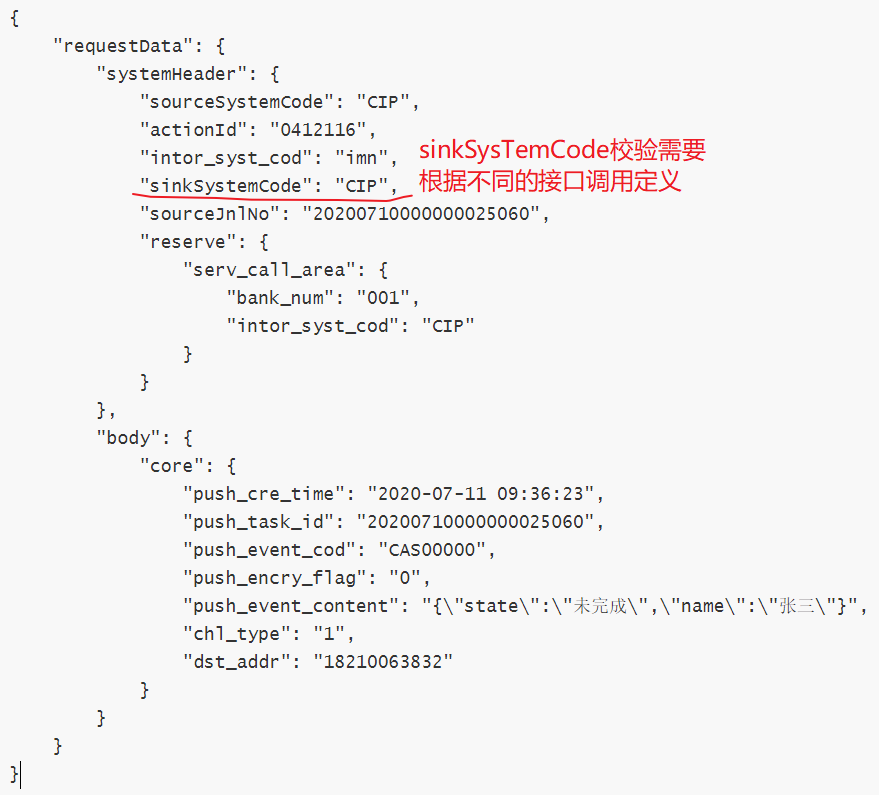 {
    "requestData": {
        "systemHeader": {
            "sourceSystemCode": "CIP",
            "actionId": "0412116",
            "intor_syst_cod": "imn",
            "sinkSystemCode": "CIP",
sinkSysTemCode校验需要
根据不同的接口调用定义
            "sourceJnlNo": "20200710000000025060",
            "reserve": {
                "serv_call_area": {
                    "bank_num": "001",
                    "intor_syst_cod": "CIP"
                }
            }
        },
        "body": {
            "core": {
                "push_cre_time": "2020-07-11 09:36:23",
                "push_task_id": "20200710000000025060",
                "push_event_cod": "CAS00000",
                "push_encry_flag": "0",
                "push_event_content": "{\"state\":\"未完成\",\"name\":\"张三\"}",
                "chl_type": "1",
                "dst_addr": "18210063832"
            }
        }
    }
}